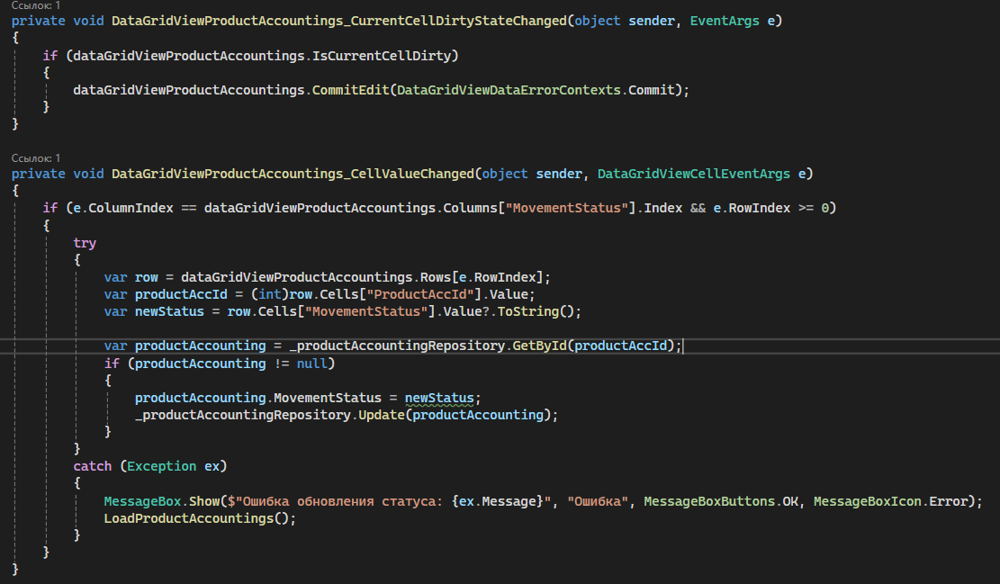 Ссылок: 1
private void DataGridViewProductAccountings_CurrentCellDirtyStateChanged(object sender, EventArgs e)
{
if (dataGridViewProductAccountings.IsCurrentCellDirty)
{
dataGridViewProductAccountings.CommitEdit(DataGridViewDataErrorContexts.Commit);
}
}
Ссылок: 1
private void DataGridViewProductAccountings_CellValueChanged(object sender, DataGridViewCellEventArgs e)
{
if (e.ColumnIndex == dataGridViewProductAccountings.Columns["MovementStatus"].Index && e.RowIndex >= 0)
{
try
{
var row = dataGridViewProductAccountings.Rows[e.RowIndex];
var productAccId = (int)row.Cells["ProductAccId"].Value;
var newStatus = row.Cells["MovementStatus"].Value?.ToString();
var productAccounting = _productAccountingRepository.GetById(productAccId);
if (productAccounting != null)
{
productAccounting.MovementStatus = newStatus;
_productAccountingRepository.Update(productAccounting);
}
}
catch (Exception ex)
{
MessageBox.Show($"Ошибка обновления статуса: {ex.Message}", "Ошибка", MessageBoxButtons.OK, MessageBoxIcon.Error);
LoadProductAccountings();
}
}
}